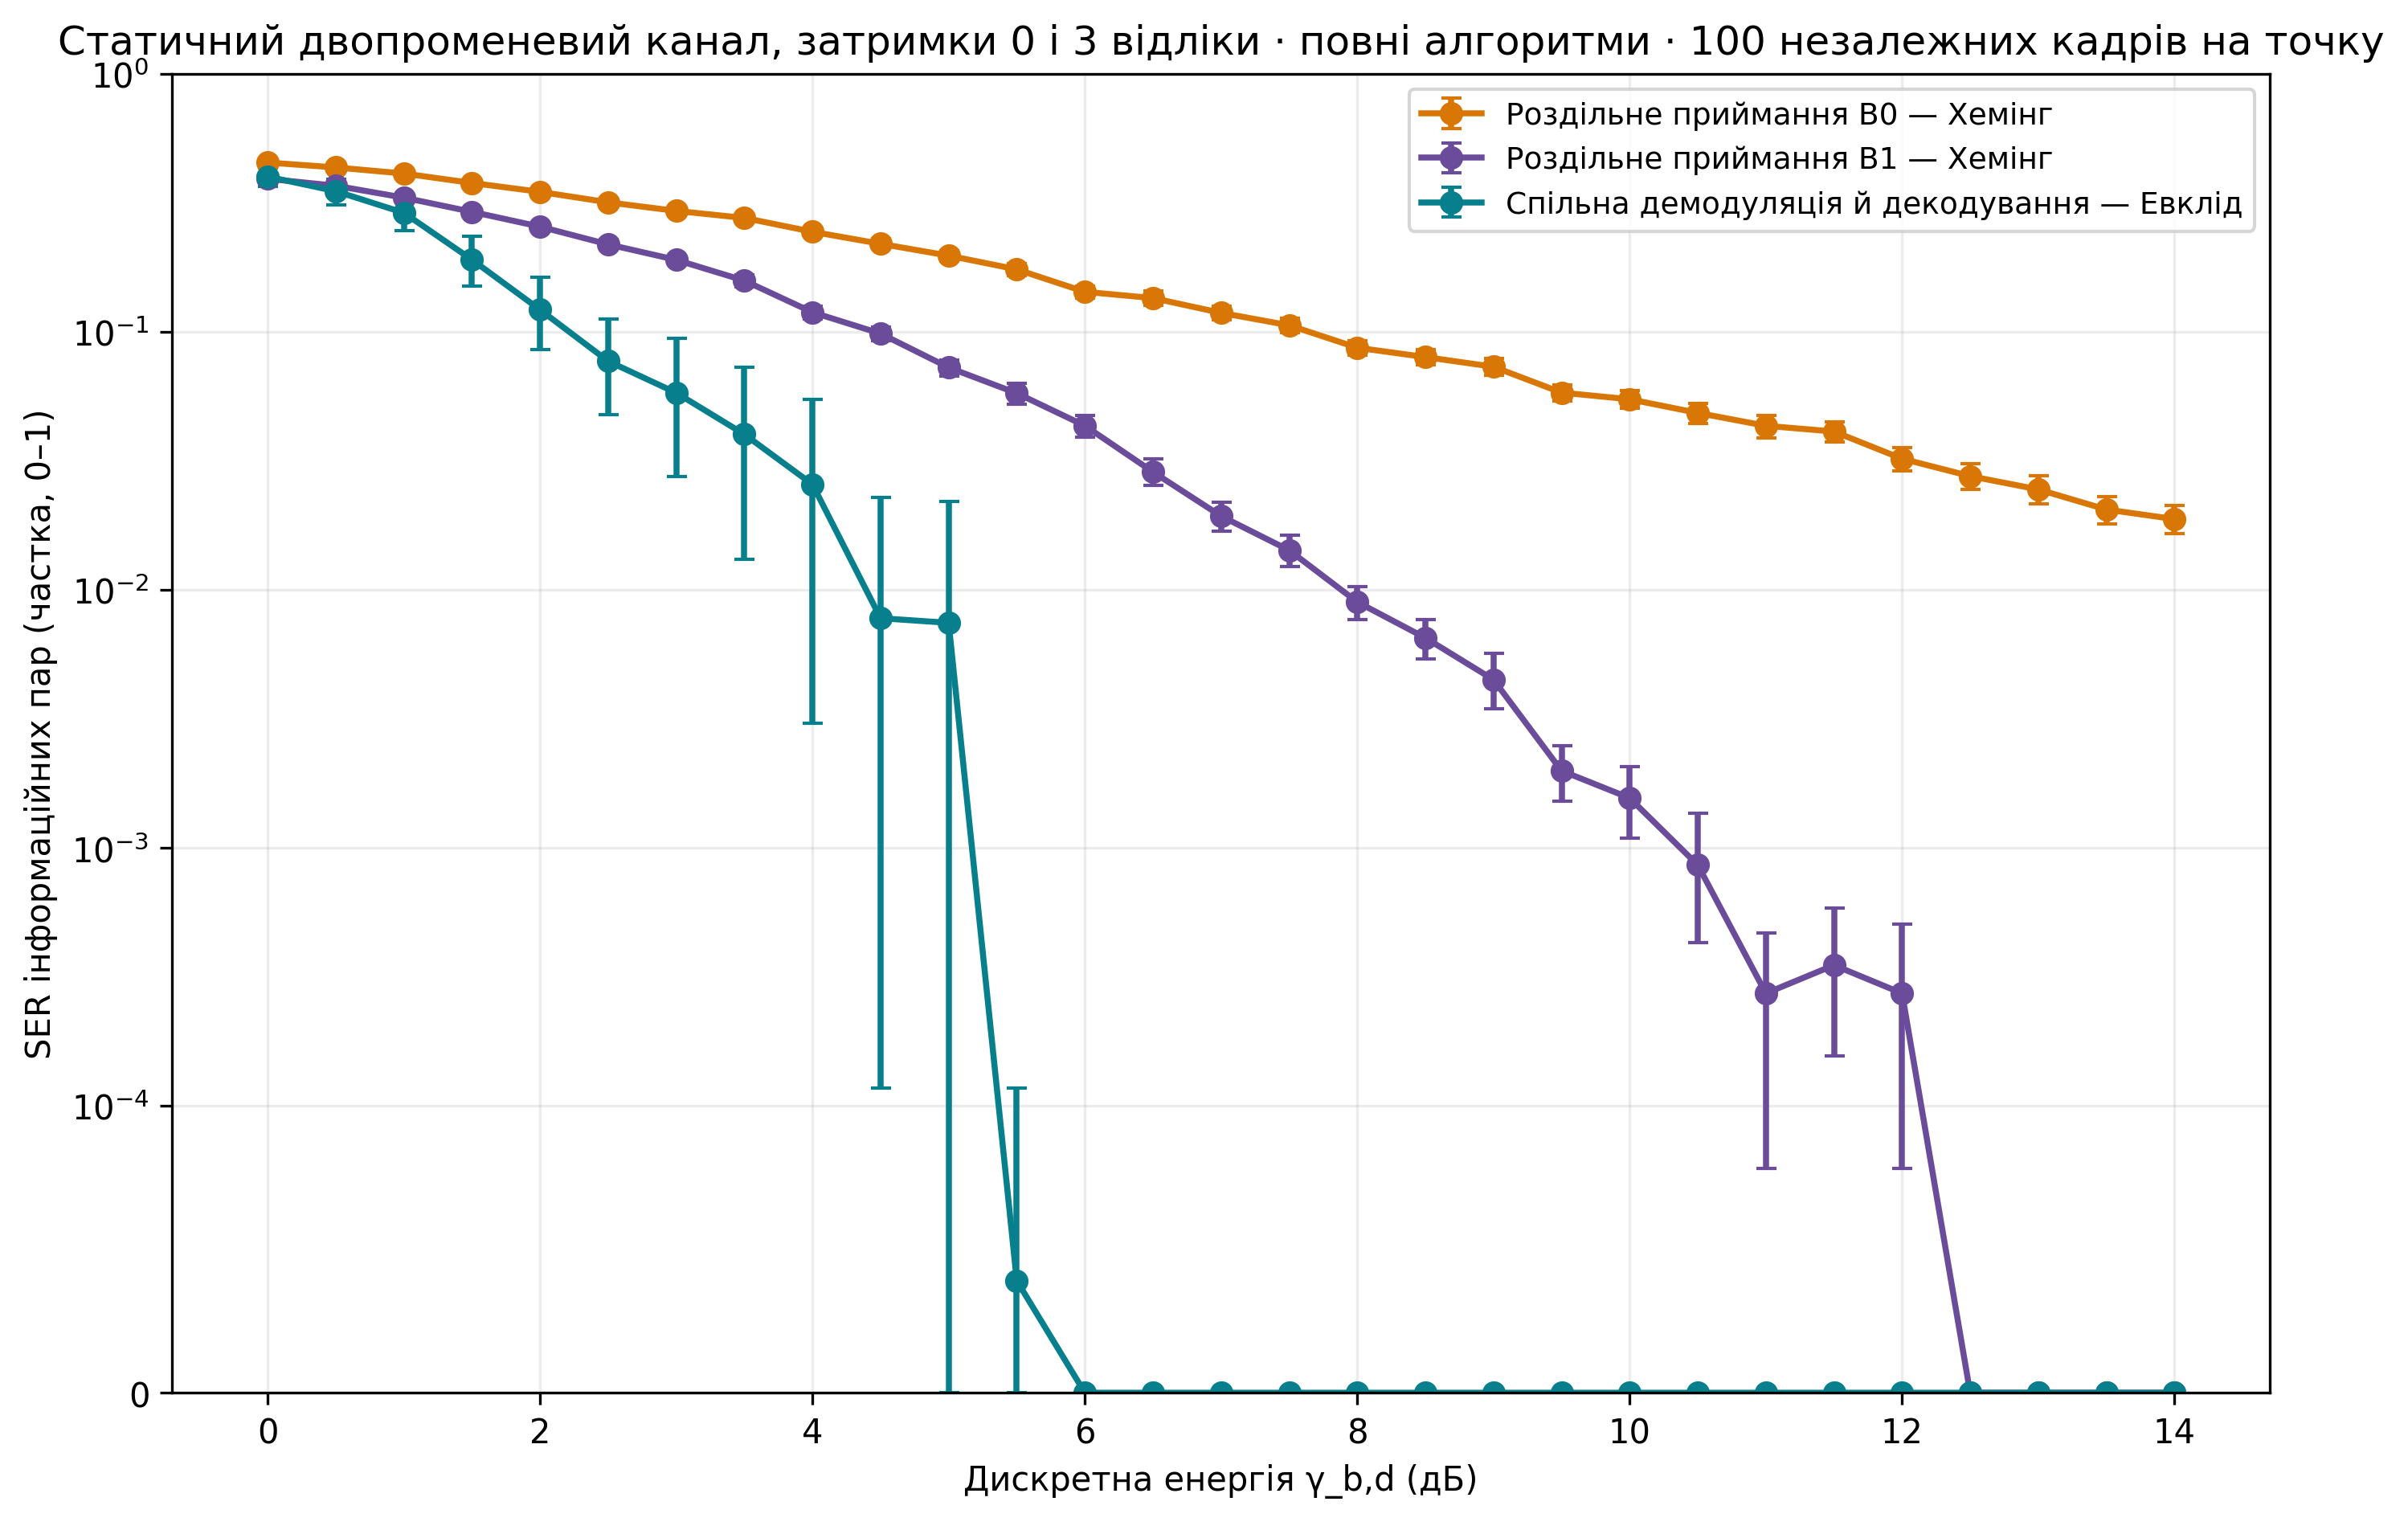 Статичний двопроменевий канал, затримки 0 і 3 відліки · повні алгоритми · 100 незалежних кадрів на точку
Роздільне приймання B0 — Хемінг
Роздільне приймання B1 — Хемінг
Спільна демодуляція й декодування — Евклід
SER інформаційних пар (частка, 0–1)
10⁰
10⁻¹
10⁻²
10⁻³
10⁻⁴
0
0 2 4 6 8 10 12 14
Дискретна енергія γ_b,d (дБ)